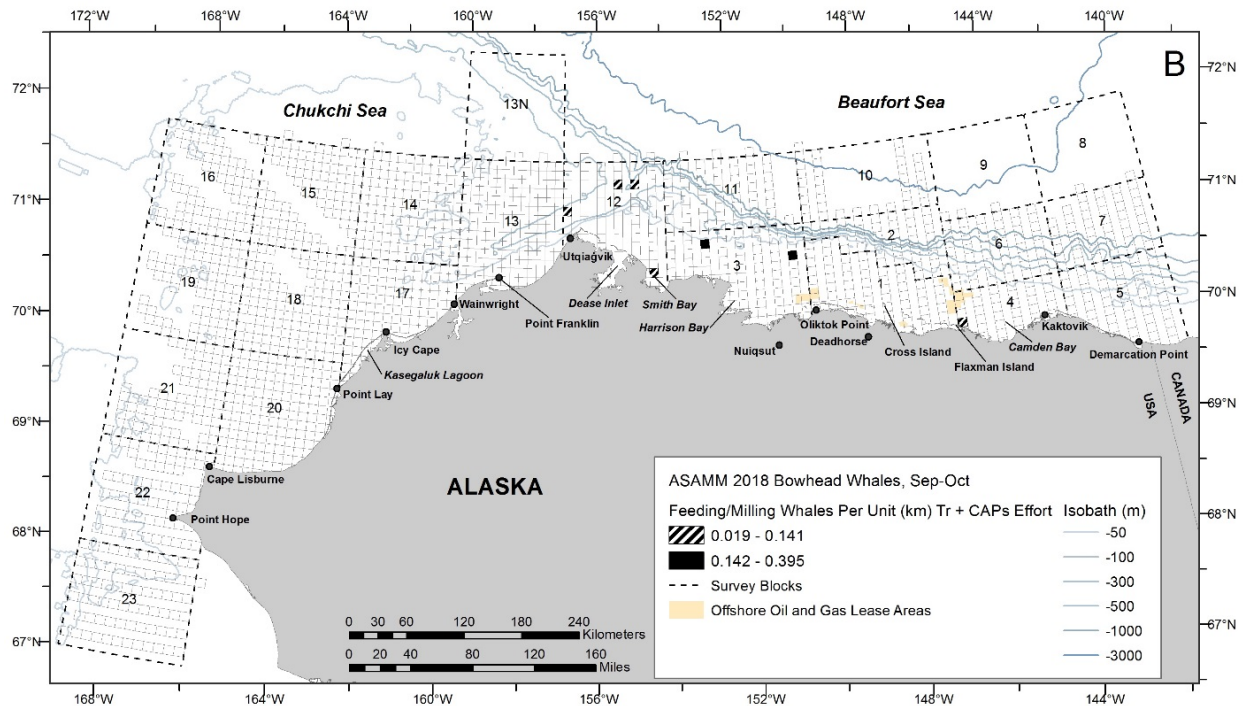 172°W 168°W 164°W 160°W 156°W 152°W 148°W 144°W 140°W
B
72°N 72°N
Chukchi Sea
Beaufort Sea
13N
8
9
71°N 71°N
16
15
14
13
12
11
10
7
2
6
Utqiaġvik
3
19
18
17
70°N 70°N
1
4
5
Wainwright
Dease Inlet
Smith Bay
Point Franklin
Harrison Bay
Oliktok Point
Kaktovik
Deadhorse
Nuiqsut
Cross Island
Camden Bay
Demarcation Point
Flaxman Island
Icy Cape
Kasegaluk Lagoon
USA
CANADA
21
20
Point Lay
69°N 69°N
Cape Lisburne
ALASKA
22
Point Hope
68°N 68°N
23
67°N 67°N
ASAMM 2018 Bowhead Whales, Sep-Oct
Feeding/Milling Whales Per Unit (km) Tr + CAPs Effort
0.019 - 0.141
0.142 - 0.395
Survey Blocks
Offshore Oil and Gas Lease Areas
Isobath (m)
-50
-100
-300
-500
-1000
-3000
0 30 60 120 180 240
Kilometers
0 20 40 80 120 160
Miles
168°W 164°W 160°W 156°W 152°W 148°W 144°W